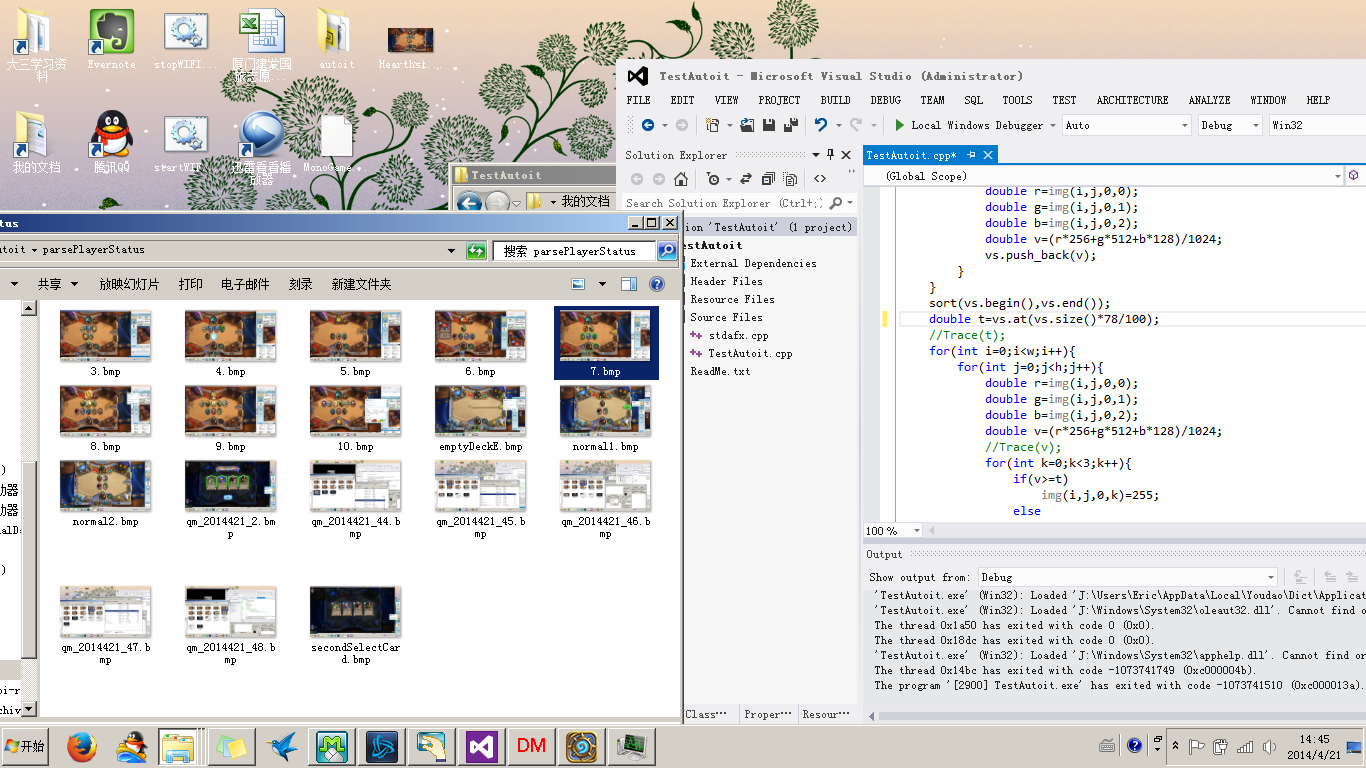 大三学习资料
Evernote
stopWIFI...
厦门建发国
autoit
Hearthst...
我的文档
腾讯QQ
startWIF...
迅雷看看播放器
MonoGame...
TestAutoit
我的文档
TestAutoit - Microsoft Visual Studio (Administrator)
FILE EDIT VIEW PROJECT BUILD DEBUG TEAM SQL TOOLS TEST ARCHITECTURE ANALYZE WINDOW HELP
Local Windows Debugger Auto Debug Win32
Solution Explorer
Search Solution Explorer (Ctrl+;)
ion 'TestAutoit' (1 project)
estAutoit
External Dependencies
Header Files
Resource Files
Source Files
stdafx.cpp
TestAutoit.cpp
ReadMe.txt
Class··· Proper··· Resour···
TestAutoit.cpp*
(Global Scope)
double r=img(i,j,0,0);
double g=img(i,j,0,1);
double b=img(i,j,0,2);
double v=(r*256+g*512+b*128)/1024;
vs.push_back(v);
}
}
sort(vs.begin(),vs.end());
double t=vs.at(vs.size()*78/100);
//Trace(t);
for(int i=0;i<w;i++){
for(int j=0;j<h;j++){
double r=img(i,j,0,0);
double g=img(i,j,0,1);
double b=img(i,j,0,2);
double v=(r*256+g*512+b*128)/1024;
//Trace(v);
for(int k=0;k<3;k++){
if(v>=t)
img(i,j,0,k)=255;
else
100 %
Output
Show output from: Debug
'TestAutoit.exe' (Win32): Loaded 'J:\Users\Eric\AppData\Local\Youdao\Dict\Applicat
'TestAutoit.exe' (Win32): Loaded 'J:\Windows\System32\oleaut32.dll'. Cannot find o
The thread 0x1a50 has exited with code 0 (0x0).
The thread 0x18dc has exited with code 0 (0x0).
'TestAutoit.exe' (Win32): Loaded 'J:\Windows\System32\apphelp.dll'. Cannot find or
The thread 0x14bc has exited with code -1073741749 (0xc000004b).
The program '[2900] TestAutoit.exe' has exited with code -1073741510 (0xc000013a).
tus
utoit parsePlayerStatus
搜索 parsePlayerStatus
共享 放映幻灯片 打印 电子邮件 刻录 新建文件夹
3.bmp 4.bmp 5.bmp 6.bmp 7.bmp
8.bmp 9.bmp 10.bmp emptyDeckE.bmp normal1.bmp
normal2.bmp qm_2014421_2.bmp qm_2014421_44.bmp qm_2014421_45.bmp qm_2014421_46.bmp
qm_2014421_47.bmp qm_2014421_48.bmp secondSelectCard.bmp
)
动器
动器
alD:
)
oi-r
chiv
开始
DM
14:45
2014/4/21